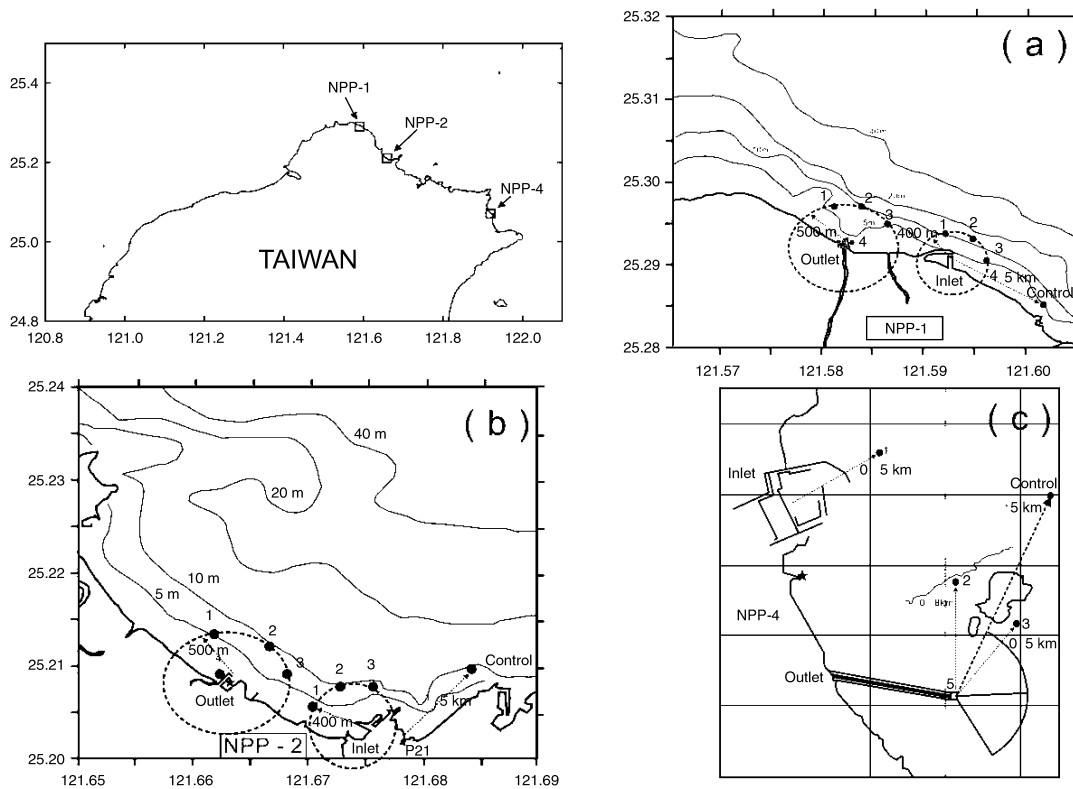 25.4
25.2
25.0
24.8
120.8
121.0
121.2
121.4
121.6
121.8
122.0
NPP-1
NPP-2
NPP-4
TAIWAN
( a )
25.32
25.31
25.30
25.29
25.28
121.57
121.58
121.59
121.60
1
2
3
4
500 m
Outlet
400 m
1
2
3
4
5 km
Inlet
Control
NPP-1
( b )
25.24
25.23
25.22
25.21
25.20
121.65
121.66
121.67
121.68
121.69
40 m
20 m
10 m
5 m
1
2
3
4
500 m
Outlet
1
2
3
400 m
Inlet
Control
5 km
P21
NPP - 2
( c )
Inlet
1
0 5 km
Control
5 km
2
3
0 5 km
NPP-4
Outlet
5